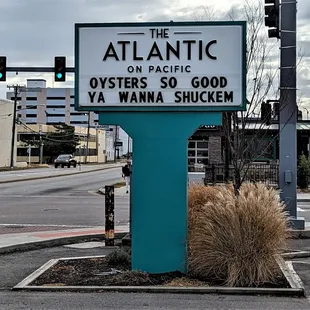 THE
ATLANTIC
ON PACIFIC
OYSTERS SO GOOD
YA WANNA SHUCKEM